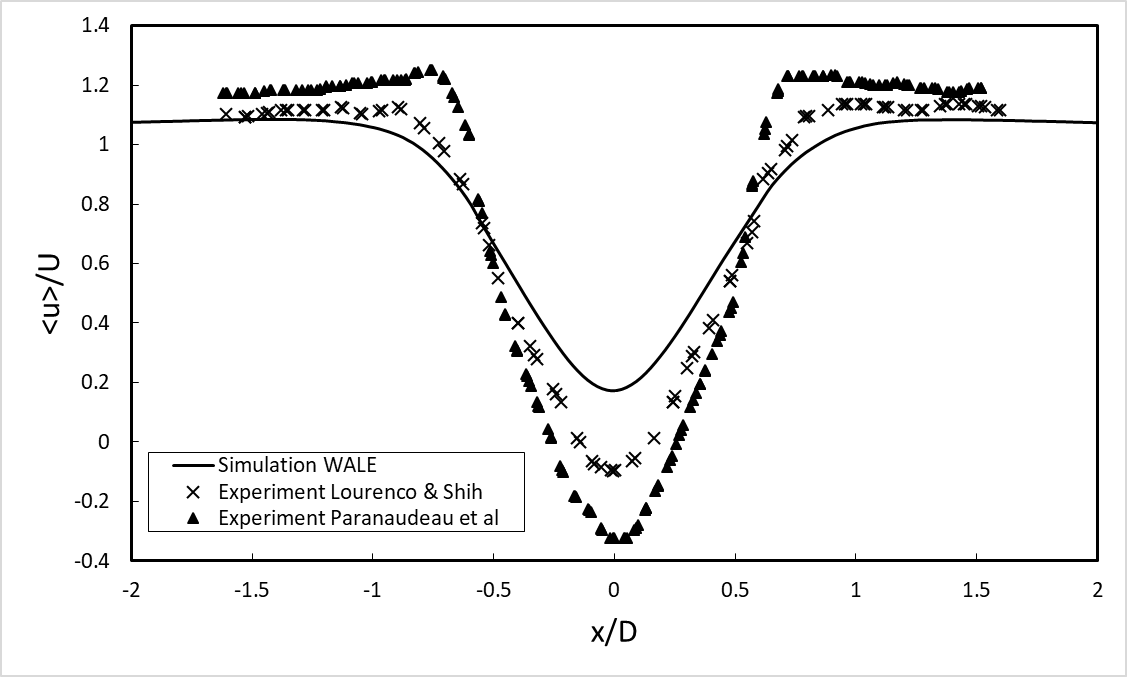 1.4
1.2
1
0.8
0.6
0.4
0.2
0
-0.2
-0.4
<u>/U
Simulation WALE
Experiment Lourenco & Shih
Experiment Paranaudeau et al
-2 -1.5 -1 -0.5 0 0.5 1 1.5 2
x/D